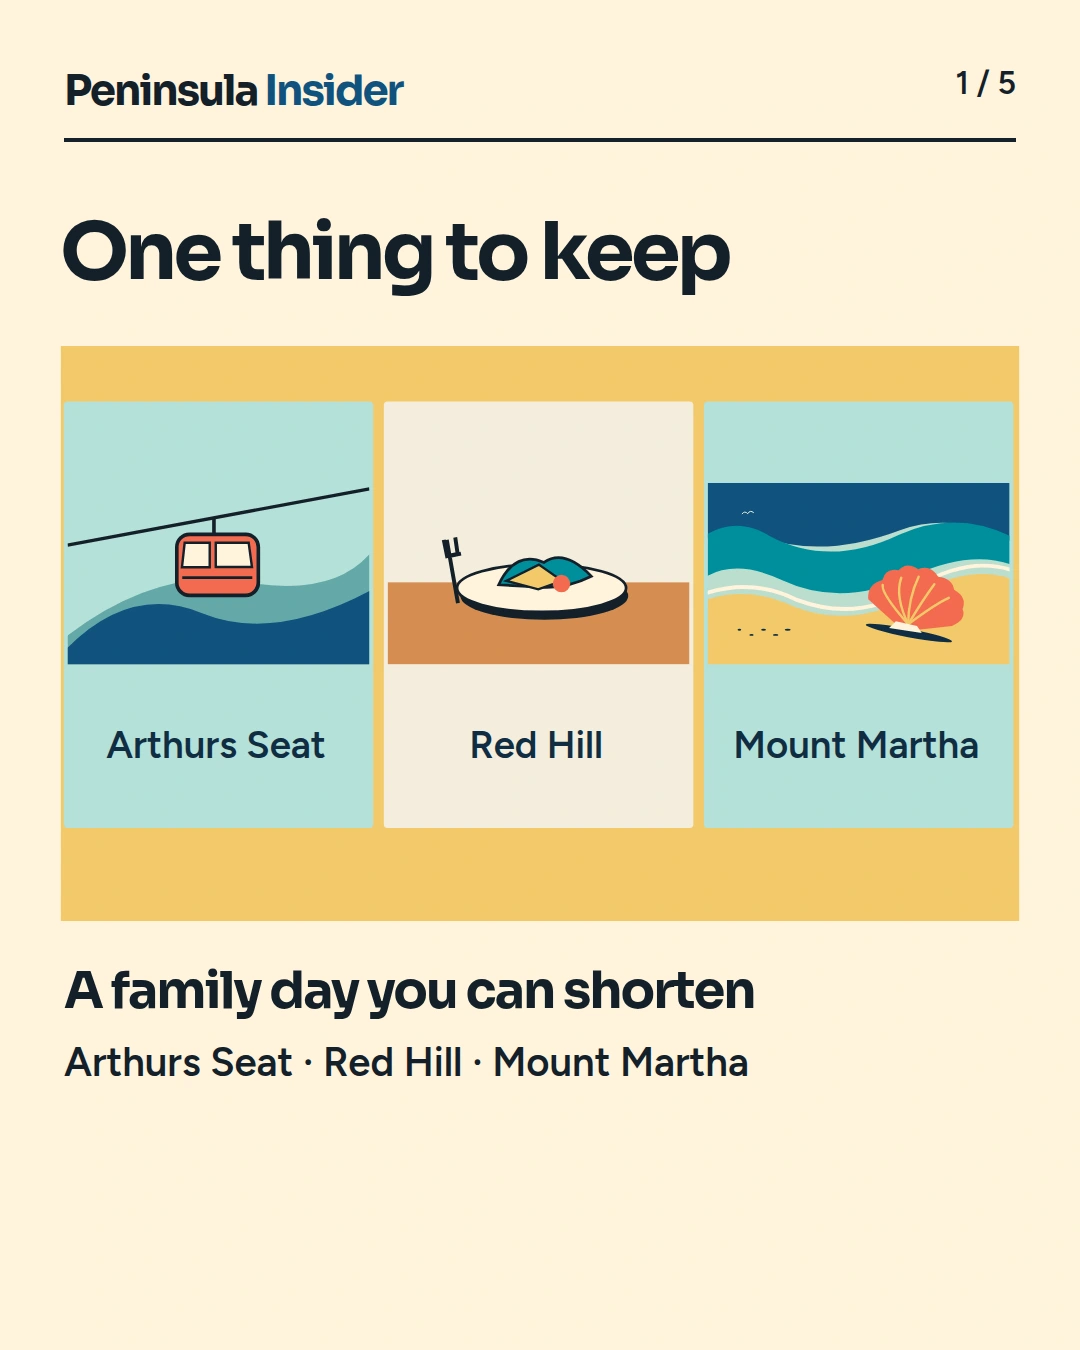 Peninsula Insider
1 / 5
One thing to keep
Arthurs Seat
Red Hill
Mount Martha
A family day you can shorten
Arthurs Seat · Red Hill · Mount Martha